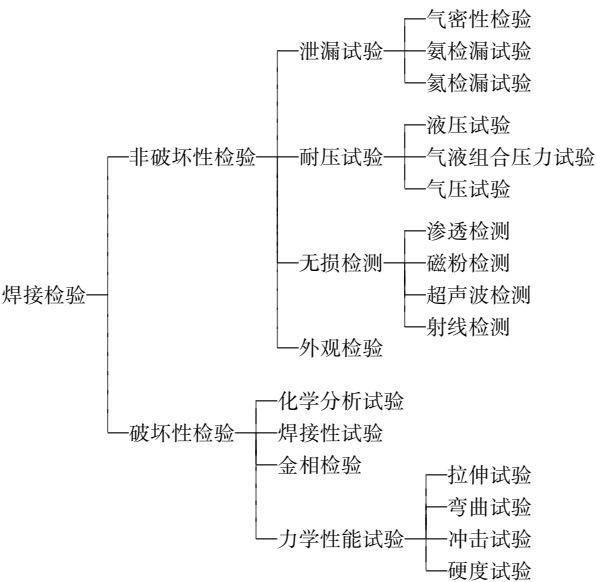 气密性检验
泄漏试验
氨检漏试验
氦检漏试验
液压试验
非破坏性检验
耐压试验
气液组合压力试验
气压试验
渗透检测
无损检测
磁粉检测
焊接检验
超声波检测
射线检测
外观检验
化学分析试验
破坏性检验
焊接性试验
金相检验
拉伸试验
弯曲试验
力学性能试验
冲击试验
硬度试验